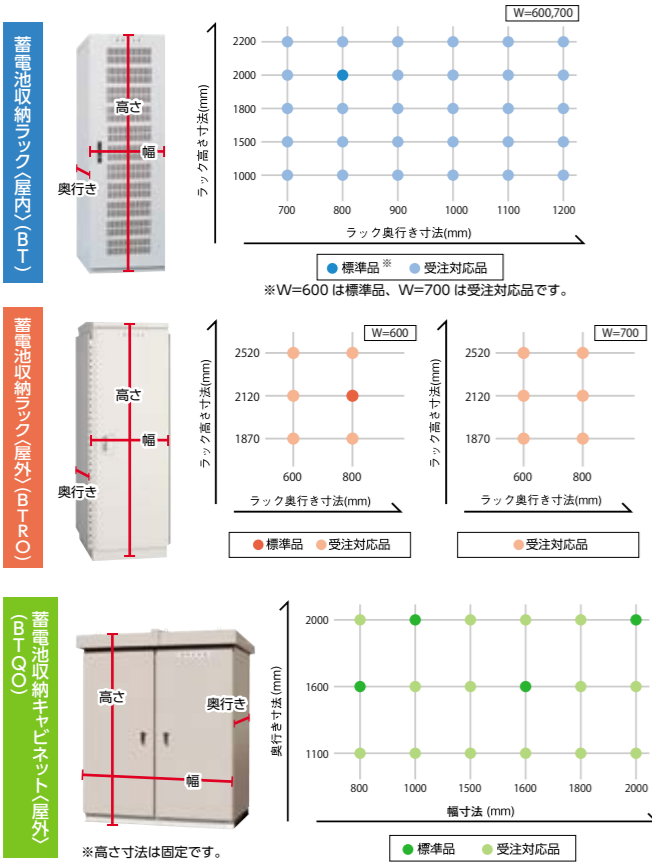 蓄電池収納ラック〈屋内〉(BT)
高さ
幅
奥行き
W=600,700
ラック高さ寸法(mm)
2200
2000
1800
1500
1000
700 800 900 1000 1100 1200
ラック奥行き寸法(mm)
標準品※ 受注対応品
※W=600 は標準品、W=700 は受注対応品です。
蓄電池収納ラック〈屋外〉(BTRO)
高さ
幅
奥行き
W=600
ラック高さ寸法(mm)
2520
2120
1870
600 800
ラック奥行き寸法(mm)
標準品 受注対応品
W=700
ラック高さ寸法(mm)
2520
2120
1870
600 800
ラック奥行き寸法(mm)
受注対応品
蓄電池収納キャビネット〈屋外〉
(BTQO)
高さ
奥行き
幅
※高さ寸法は固定です。
奥行き寸法(mm)
2000
1600
1100
800 1000 1500 1600 1800 2000
幅寸法 (mm)
標準品 受注対応品